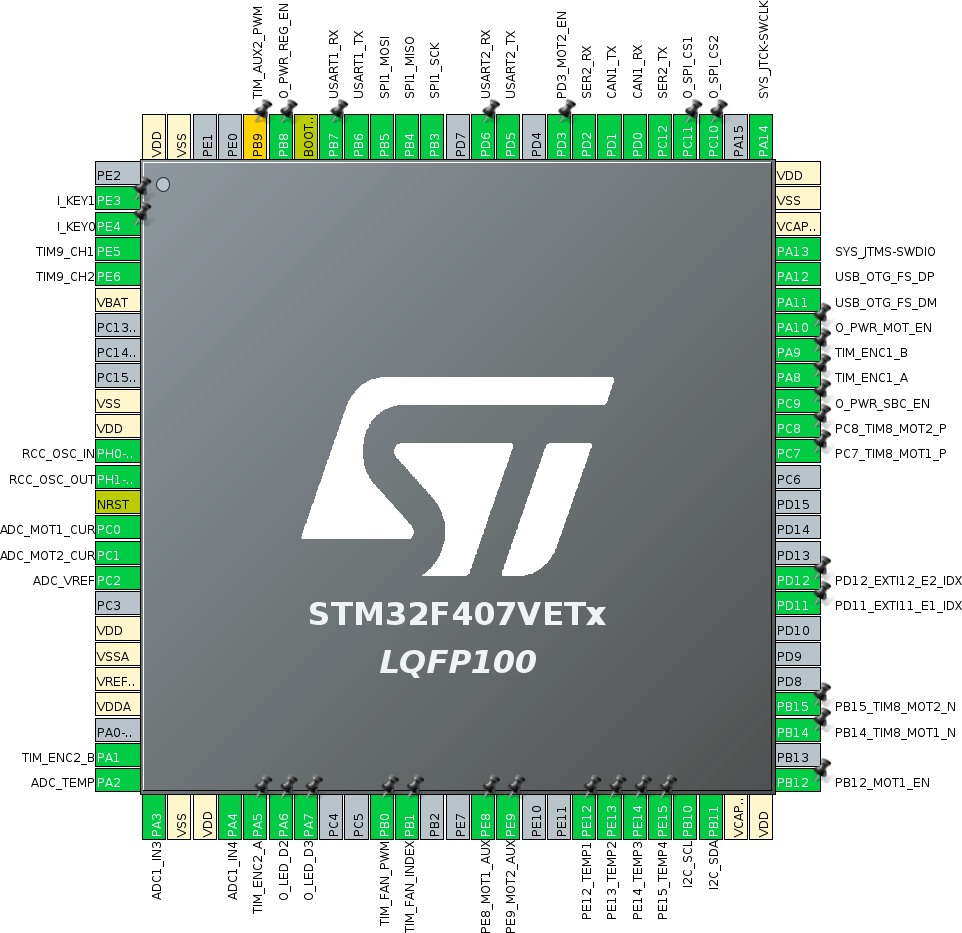 TIM_AUX2_PWM
O_PWR_REG_EN
USART1_RX
USART1_TX
SPI1_MOSI
SPI1_MISO
SPI1_SCK
USART2_RX
USART2_TX
PD3_MOT2_EN
SER2_RX
CAN1_TX
CAN1_RX
SER2_TX
O_SPI_CS1
O_SPI_CS2
SYS_JTCK-SWCLK
VDD
VSS
PE1
PE0
PB9
PB8
BOOT..
PB7
PB6
PB5
PB4
PB3
PD7
PD6
PD5
PD4
PD3
PD2
PD1
PD0
PC12
PC11
PC10
PA15
PA14
PE2
I_KEY1 PE3
I_KEY0 PE4
TIM9_CH1 PE5
TIM9_CH2 PE6
VBAT
PC13..
PC14..
PC15..
VSS
VDD
RCC_OSC_IN PH0-..
RCC_OSC_OUT PH1-..
NRST
ADC_MOT1_CUR PC0
ADC_MOT2_CUR PC1
ADC_VREF PC2
PC3
VDD
VSSA
VREF..
VDDA
PA0-..
TIM_ENC2_B PA1
ADC_TEMP PA2
STM32F407VETx
LQFP100
VDD
VSS
VCAP..
PA13 SYS_JTMS-SWDIO
PA12 USB_OTG_FS_DP
PA11 USB_OTG_FS_DM
PA10 O_PWR_MOT_EN
PA9 TIM_ENC1_B
PA8 TIM_ENC1_A
PC9 O_PWR_SBC_EN
PC8 PC8_TIM8_MOT2_P
PC7 PC7_TIM8_MOT1_P
PC6
PD15
PD14
PD13
PD12 PD12_EXTI12_E2_IDX
PD11 PD11_EXTI11_E1_IDX
PD10
PD9
PD8
PB15 PB15_TIM8_MOT2_N
PB14 PB14_TIM8_MOT1_N
PB13
PB12 PB12_MOT1_EN
PA3
VSS
VDD
PA4
PA5
PA6
PA7
PC4
PC5
PB0
PB1
PB2
PE7
PE8
PE9
PE10
PE11
PE12
PE13
PE14
PE15
PB10
PB11
VCAP..
VDD
ADC1_IN3
ADC1_IN4
TIM_ENC2_A
O_LED_D2
O_LED_D3
TIM_FAN_PWM
TIM_FAN_INDEX
PE8_MOT1_AUX
PE9_MOT2_AUX
PE12_TEMP1
PE13_TEMP2
PE14_TEMP3
PE15_TEMP4
I2C_SCL
I2C_SDA